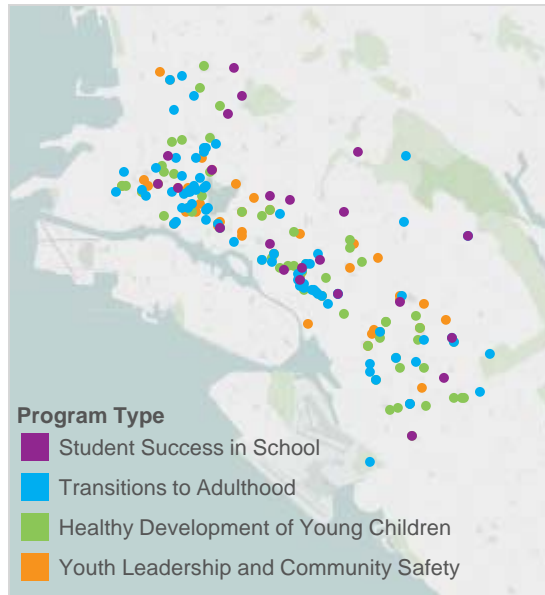 Program Type
Student Success in School
Transitions to Adulthood
Healthy Development of Young Children
Youth Leadership and Community Safety